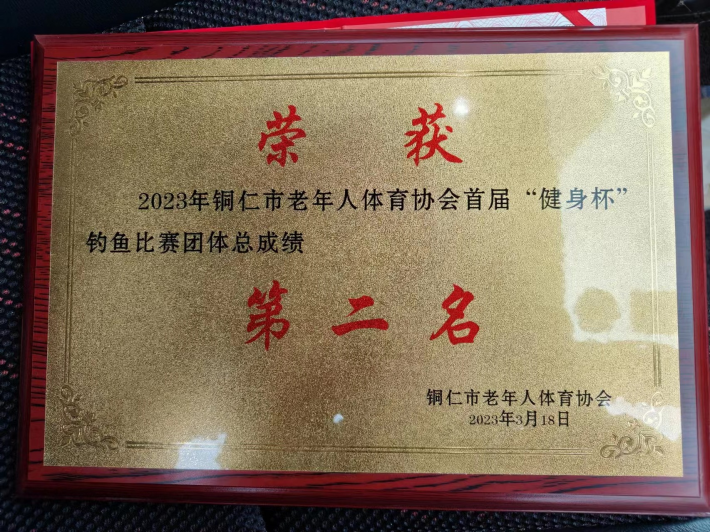 荣获
2023年铜仁市老年人体育协会首届“健身杯”
钓鱼比赛团体总成绩
第二名
铜仁市老年人体育协会
2023年3月18日